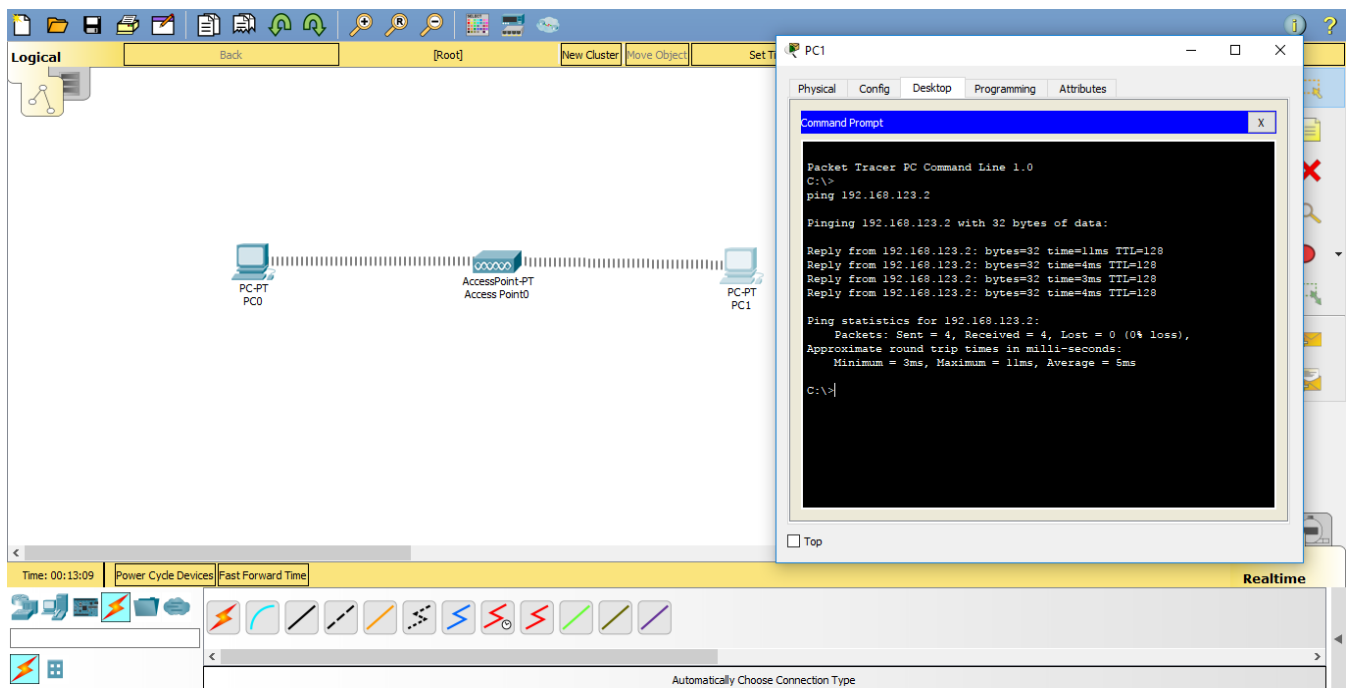 i ?
Logical
Back
[Root]
New Cluster
Move Object
Set Ti
R
PC1
Physical
Config
Desktop
Programming
Attributes
Command Prompt
X
Packet Tracer PC Command Line 1.0
C:\>
ping 192.168.123.2
Pinging 192.168.123.2 with 32 bytes of data:
Reply from 192.168.123.2: bytes=32 time=11ms TTL=128
Reply from 192.168.123.2: bytes=32 time=4ms TTL=128
Reply from 192.168.123.2: bytes=32 time=3ms TTL=128
Reply from 192.168.123.2: bytes=32 time=4ms TTL=128
Ping statistics for 192.168.123.2:
Packets: Sent = 4, Received = 4, Lost = 0 (0% loss),
Approximate round trip times in milli-seconds:
Minimum = 3ms, Maximum = 11ms, Average = 5ms
C:\>
Top
PC-PT
PC0
AccessPoint-PT
Access Point0
PC-PT
PC1
Time: 00:13:09
Power Cycle Devices
Fast Forward Time
Realtime
Automatically Choose Connection Type